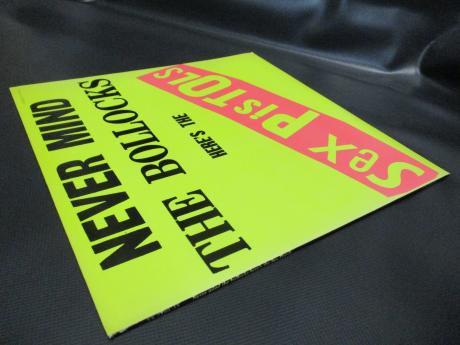 NEVER MIND
THE BOLLOCKS
HERE'S THE
Sex PisTOLS